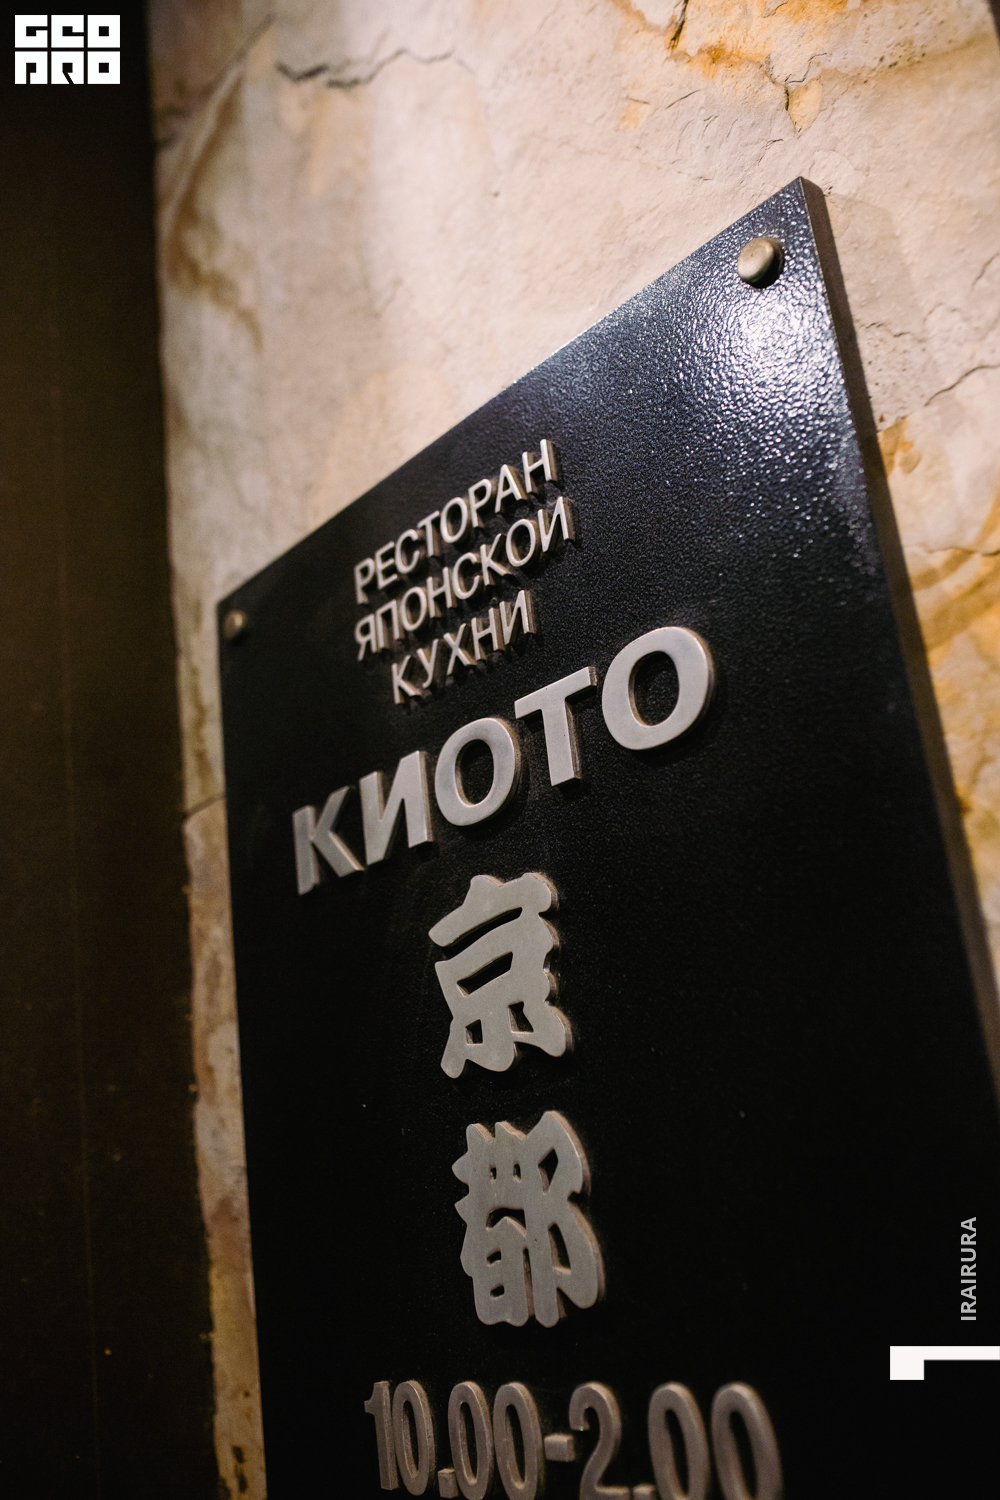 GEO
PRO
РЕСТОРАН
ЯПОНСКОЙ
КУХНИ
КИОТО
京
都
10.00-2.00
IRAIRURA